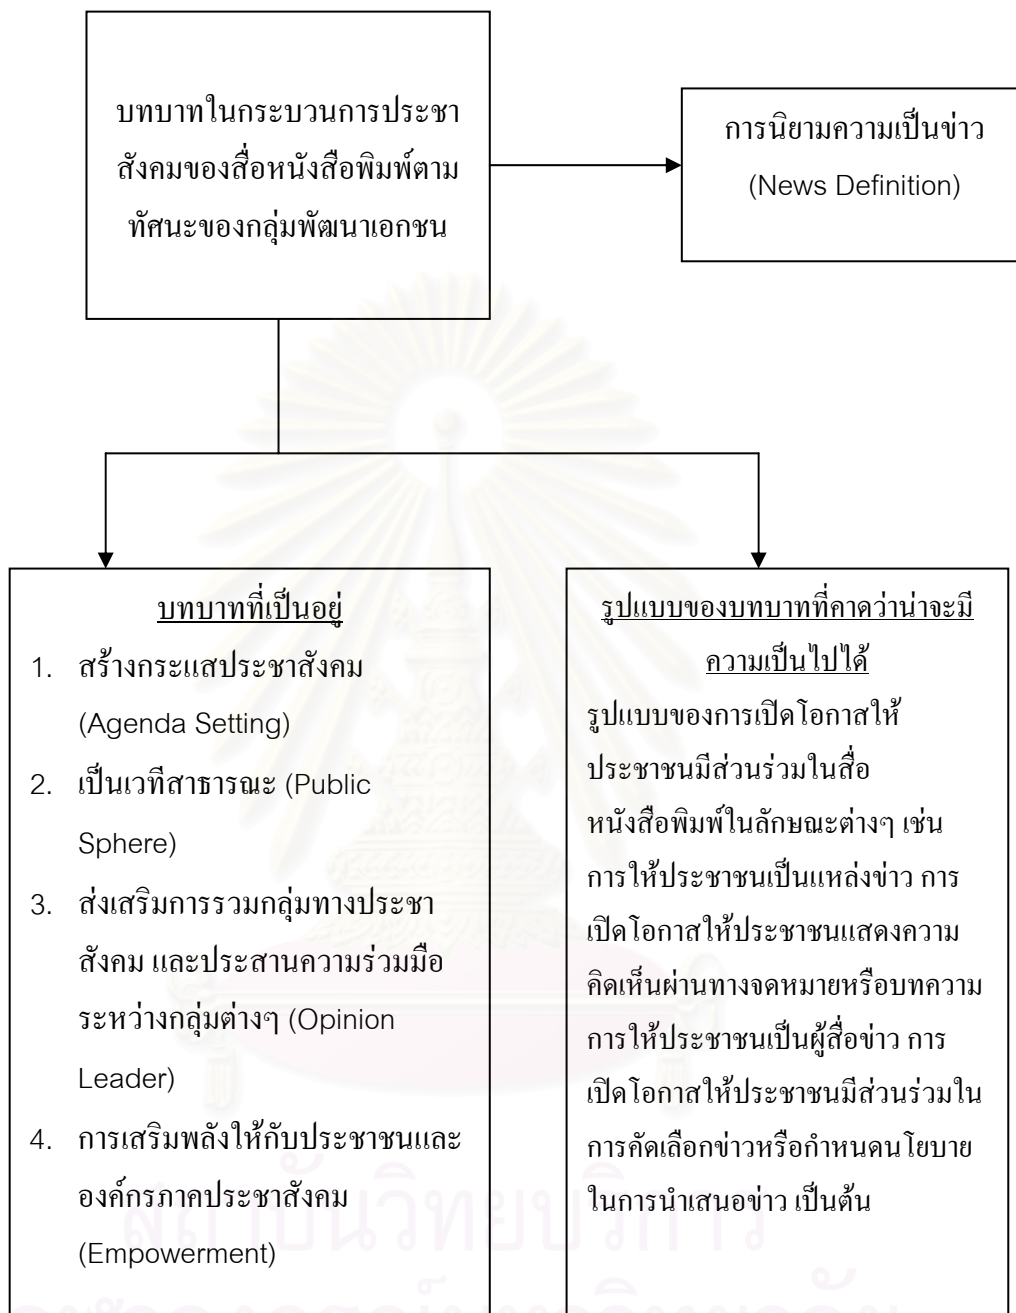 บทบาทในกระบวนการประชา
สังคมของสื่อหนังสือพิมพ์ตาม
ทัศนะของกลุ่มพัฒนาเอกชน
การนิยามความเป็นข่าว
(News Definition)
บทบาทที่เป็นอยู่
1. สร้างกระแสประชาสังคม
(Agenda Setting)
2. เป็นเวทีสาธารณะ (Public
Sphere)
3. ส่งเสริมการรวมกลุ่มทางประชา
สังคม และประสานความร่วมมือ
ระหว่างกลุ่มต่างๆ (Opinion
Leader)
4. การเสริมพลังให้กับประชาชนและ
องค์กรภาคประชาสังคม
(Empowerment)
รูปแบบของบทบาทที่คาดว่าน่าจะมี
ความเป็นไปได้
รูปแบบของการเปิดโอกาสให้
ประชาชนมีส่วนร่วมในสื่อ
หนังสือพิมพ์ในลักษณะต่างๆ เช่น
การให้ประชาชนเป็นแหล่งข่าว การ
เปิดโอกาสให้ประชาชนแสดงความ
คิดเห็นผ่านทางจดหมายหรือบทความ
การให้ประชาชนเป็นผู้สื่อข่าว การ
เปิดโอกาสให้ประชาชนมีส่วนร่วมใน
การคัดเลือกข่าวหรือกำหนดนโยบาย
ในการนำเสนอข่าว เป็นต้น
สถาบันวิทยบริการ